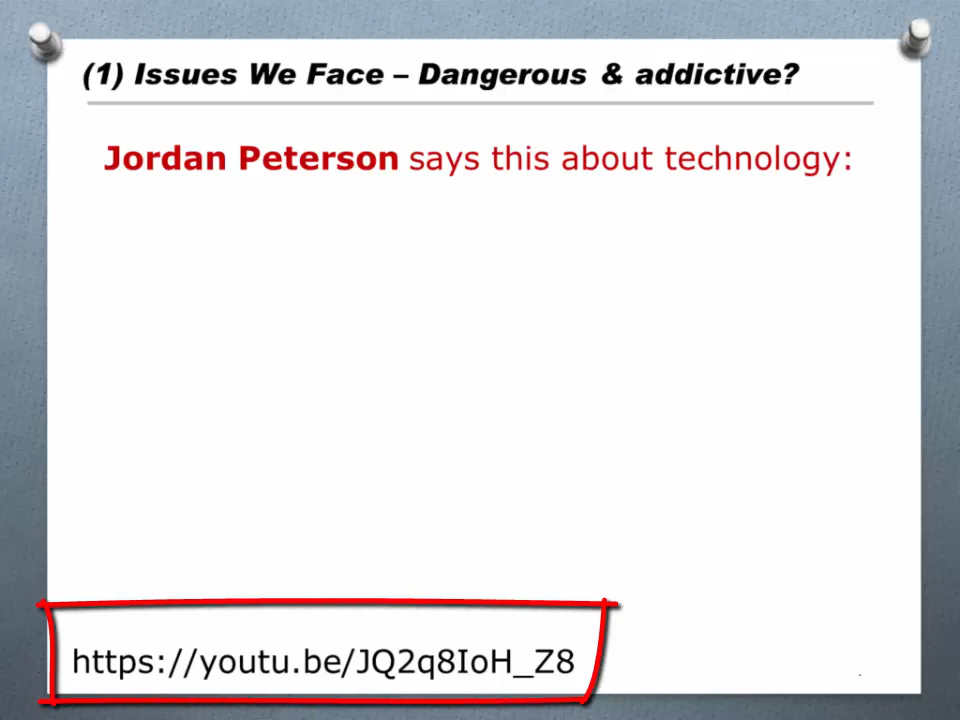 (1) Issues We Face – Dangerous & addictive?
Jordan Peterson says this about technology:
https://youtu.be/JQ2q8IoH_Z8